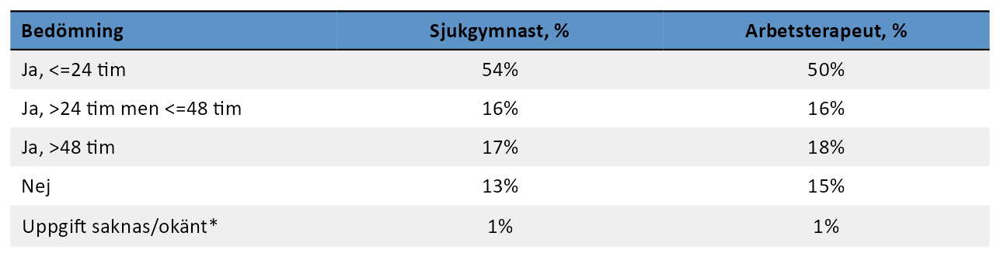 Bedömning Sjukgymnast, % Arbetsterapeut, %
Ja, <=24 tim 54% 50%
Ja, >24 tim men <=48 tim 16% 16%
Ja, >48 tim 17% 18%
Nej 13% 15%
Uppgift saknas/okänt* 1% 1%